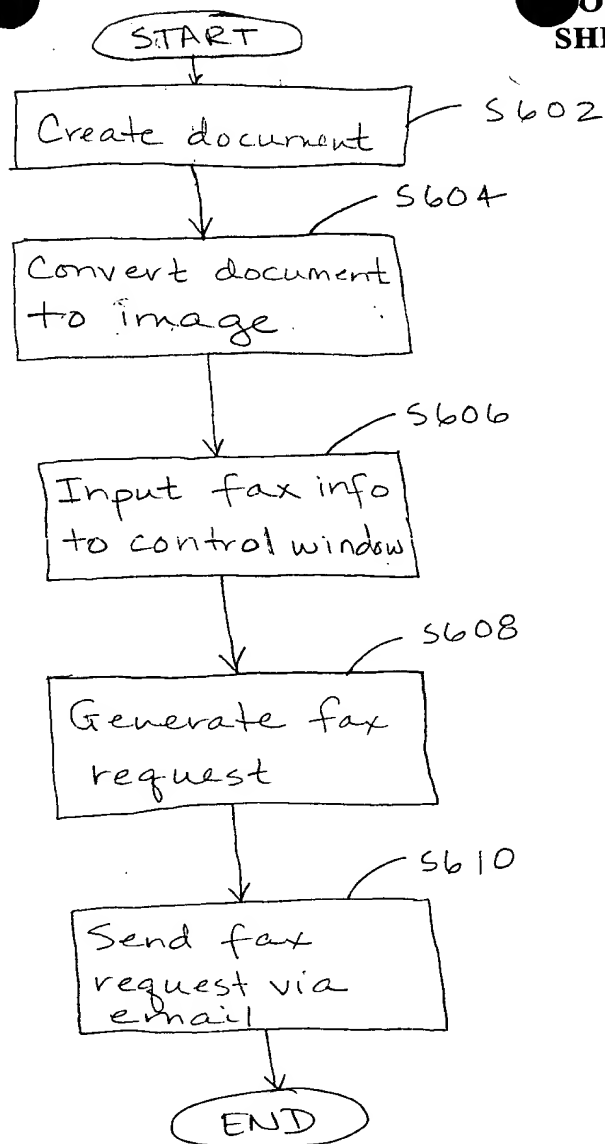 START
Create document
S602
S604
Convert document
to image
S606
Input fax info
to control window
S608
Generate fax
request
S610
Send fax
request via
email
END